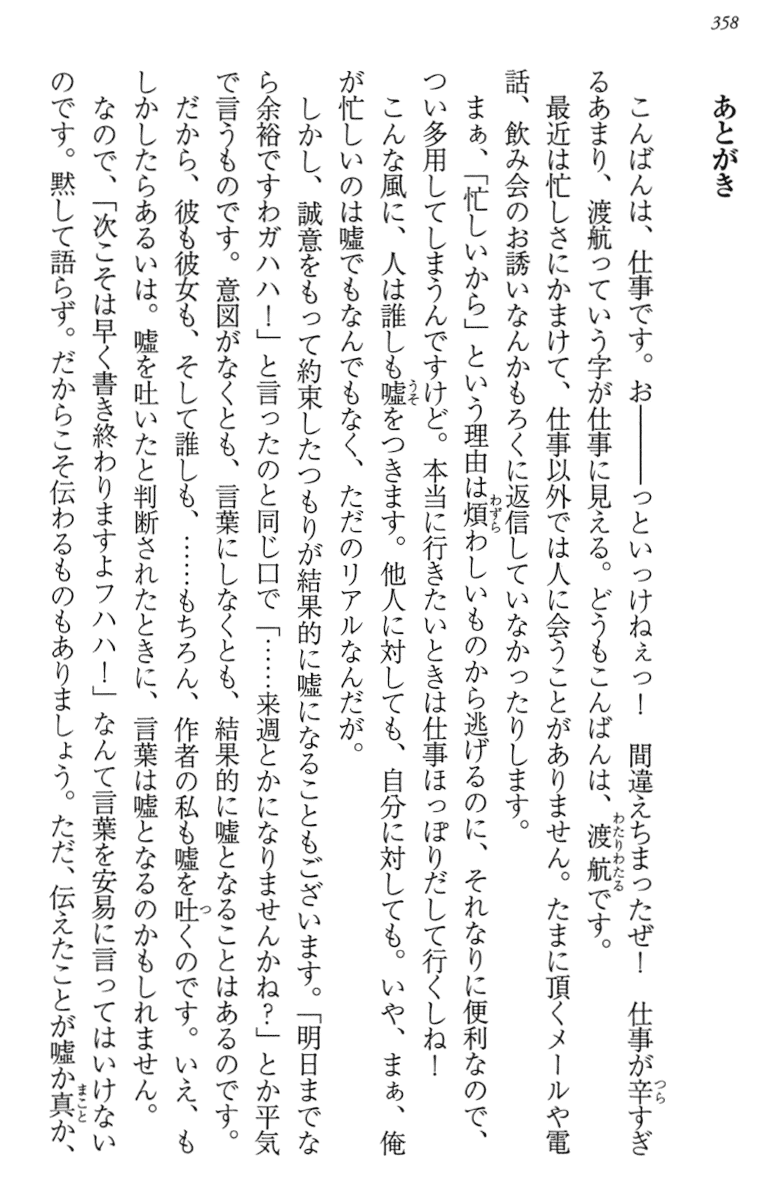 358
あとがき
こんばんは、仕事です。お――――っといっけねぇっ！　間違えちまったぜ！　仕事が辛すぎ
るあまり、渡航っていう字が仕事に見える。どうもこんばんは、渡航です。
最近は忙しさにかまけて、仕事以外では人に会うことがありません。たまに頂くメールや電
話、飲み会のお誘いなんかもろくに返信していなかったりします。
まぁ、「忙しいから」という理由は煩わしいものから逃げるのに、それなりに便利なので、
つい多用してしまうんですけど。本当に行きたいときは仕事ほっぽりだして行くしね！
こんな風に、人は誰しも嘘をつきます。他人に対しても、自分に対しても。いや、まぁ、俺
が忙しいのは嘘でもなんでもなく、ただのリアルなんだが。
しかし、誠意をもって約束したつもりが結果的に嘘になることもございます。「明日までな
ら余裕ですわガハハ！」と言ったのと同じ口で「……来週とかになりませんかね？」とか平気
で言うものです。意図がなくとも、言葉にしなくとも、結果的に嘘となることはあるのです。
だから、彼も彼女も、そして誰しも、……もちろん、作者の私も嘘を吐くのです。いえ、も
しかしたらあるいは。嘘を吐いたと判断されたときに、言葉は嘘となるのかもしれません。
なので、「次こそは早く書き終わりますよフハハ！」なんて言葉を安易に言ってはいけない
のです。黙して語らず。だからこそ伝わるものもありましょう。ただ、伝えたことが嘘か真か、